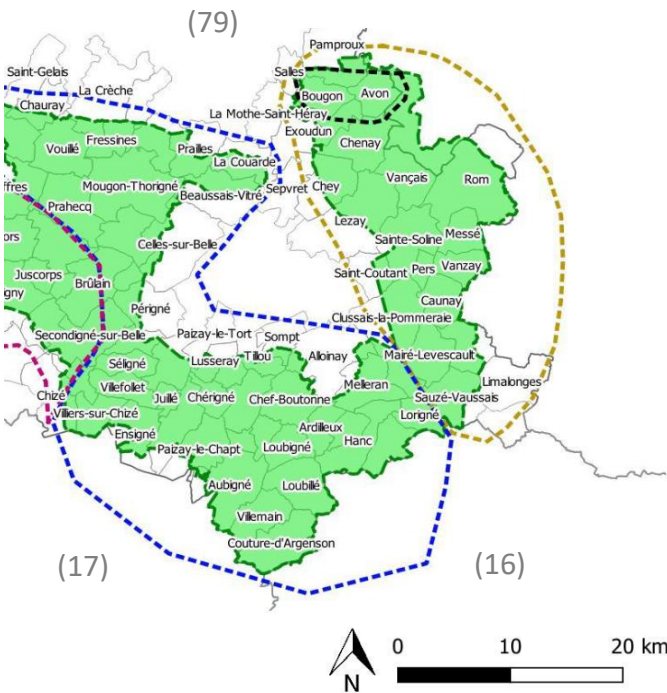 (79)
Pamproux
Saint-Gelais
Salles
La Crèche
Chauray
Bougon
Avon
La Mothe-Saint-Héray
Exoudun
Fressines
Vouillé
Prailles
Chenay
La Couarde
Vançais
Rom
ffres
Mougon-Thorigné
Sepvret
Chey
Beaussais-Vitré
Prahecq
Lezay
ors
Celles-sur-Belle
Sainte-Soline
Messé
Juscorps
Saint-Coutant
Pers
Vanzay
igny
Brûlain
Caunay
Périgné
Clussais-la-Pommeraie
Secondigné-sur-Belle
Paizay-le-Tort
Sompt
Lusseray
Tillou
Alloinay
Mairé-Levescault
Séligné
Limalonges
Villefollet
Melleran
Chizé
Juillé
Chérigné
Chef-Boutonne
Sauzé-Vaussais
Villiers-sur-Chizé
Lorigné
Ensigné
Ardilleux
Hanc
Paizay-le-Chapt
Loubigné
Aubigné
Loubillé
Villemain
Couture-d'Argenson
(17)
(16)
0 10 20 km
N